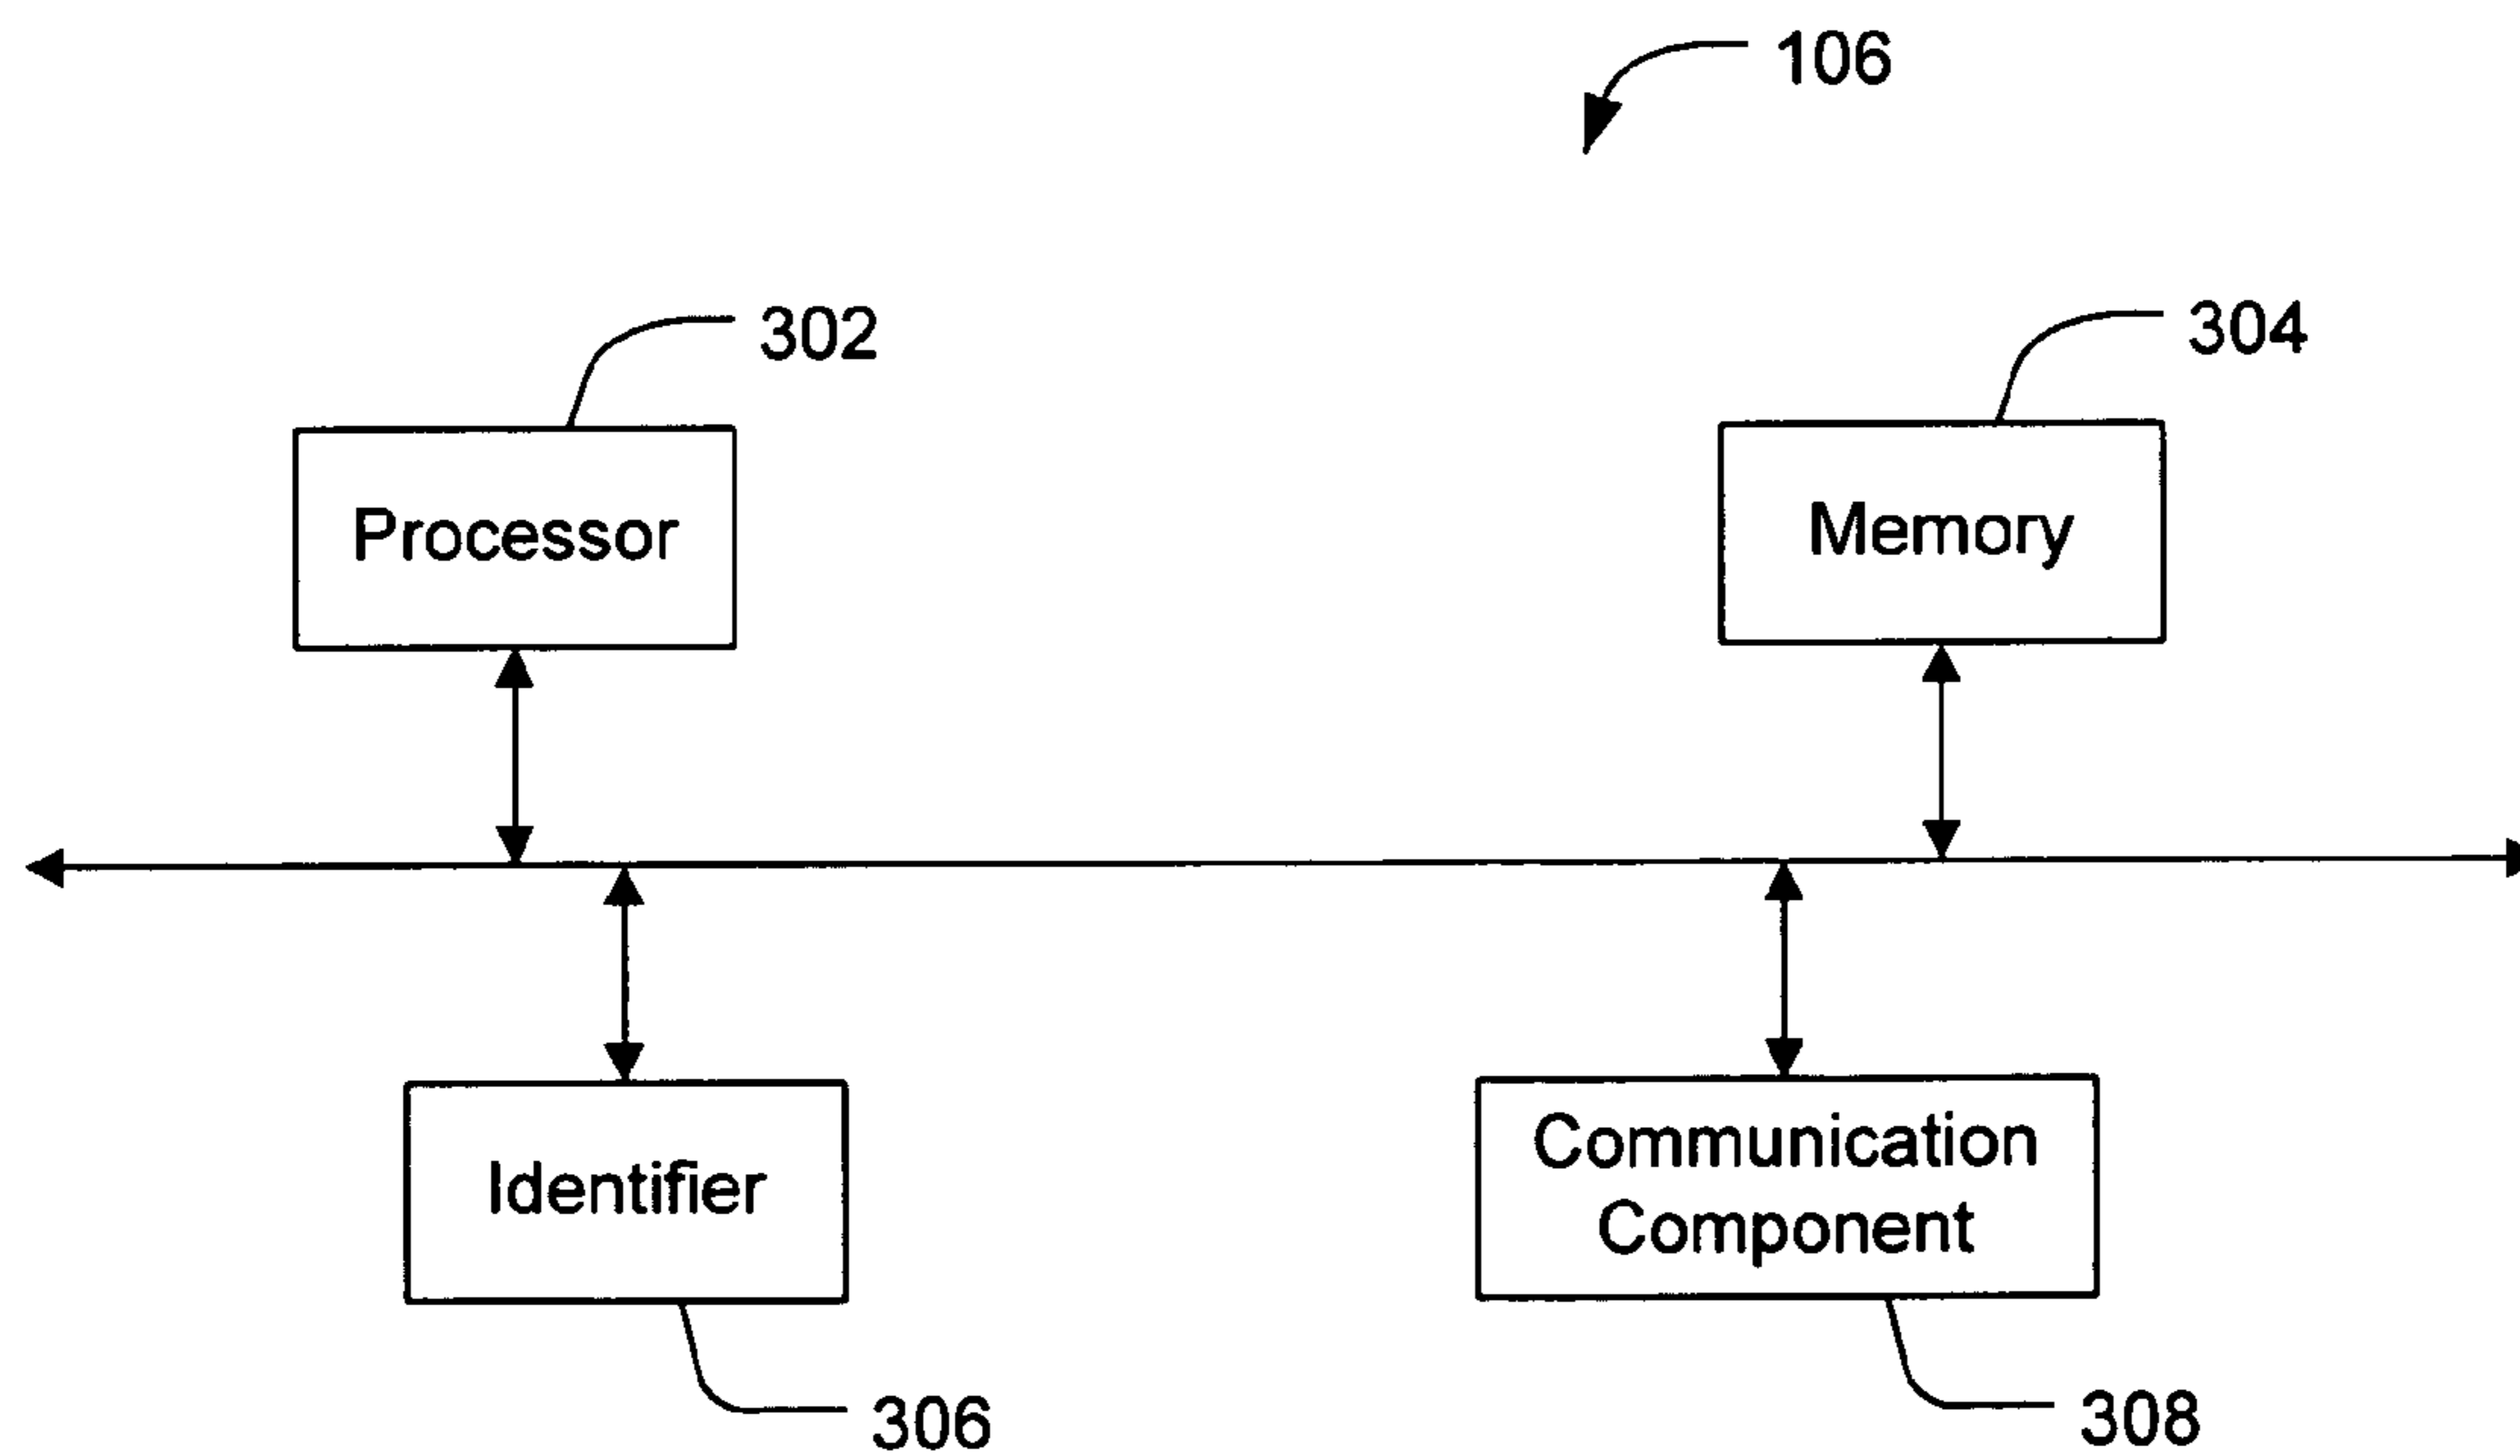 106
302
304
Processor
Memory
Identifier
Communication
Component
306
308